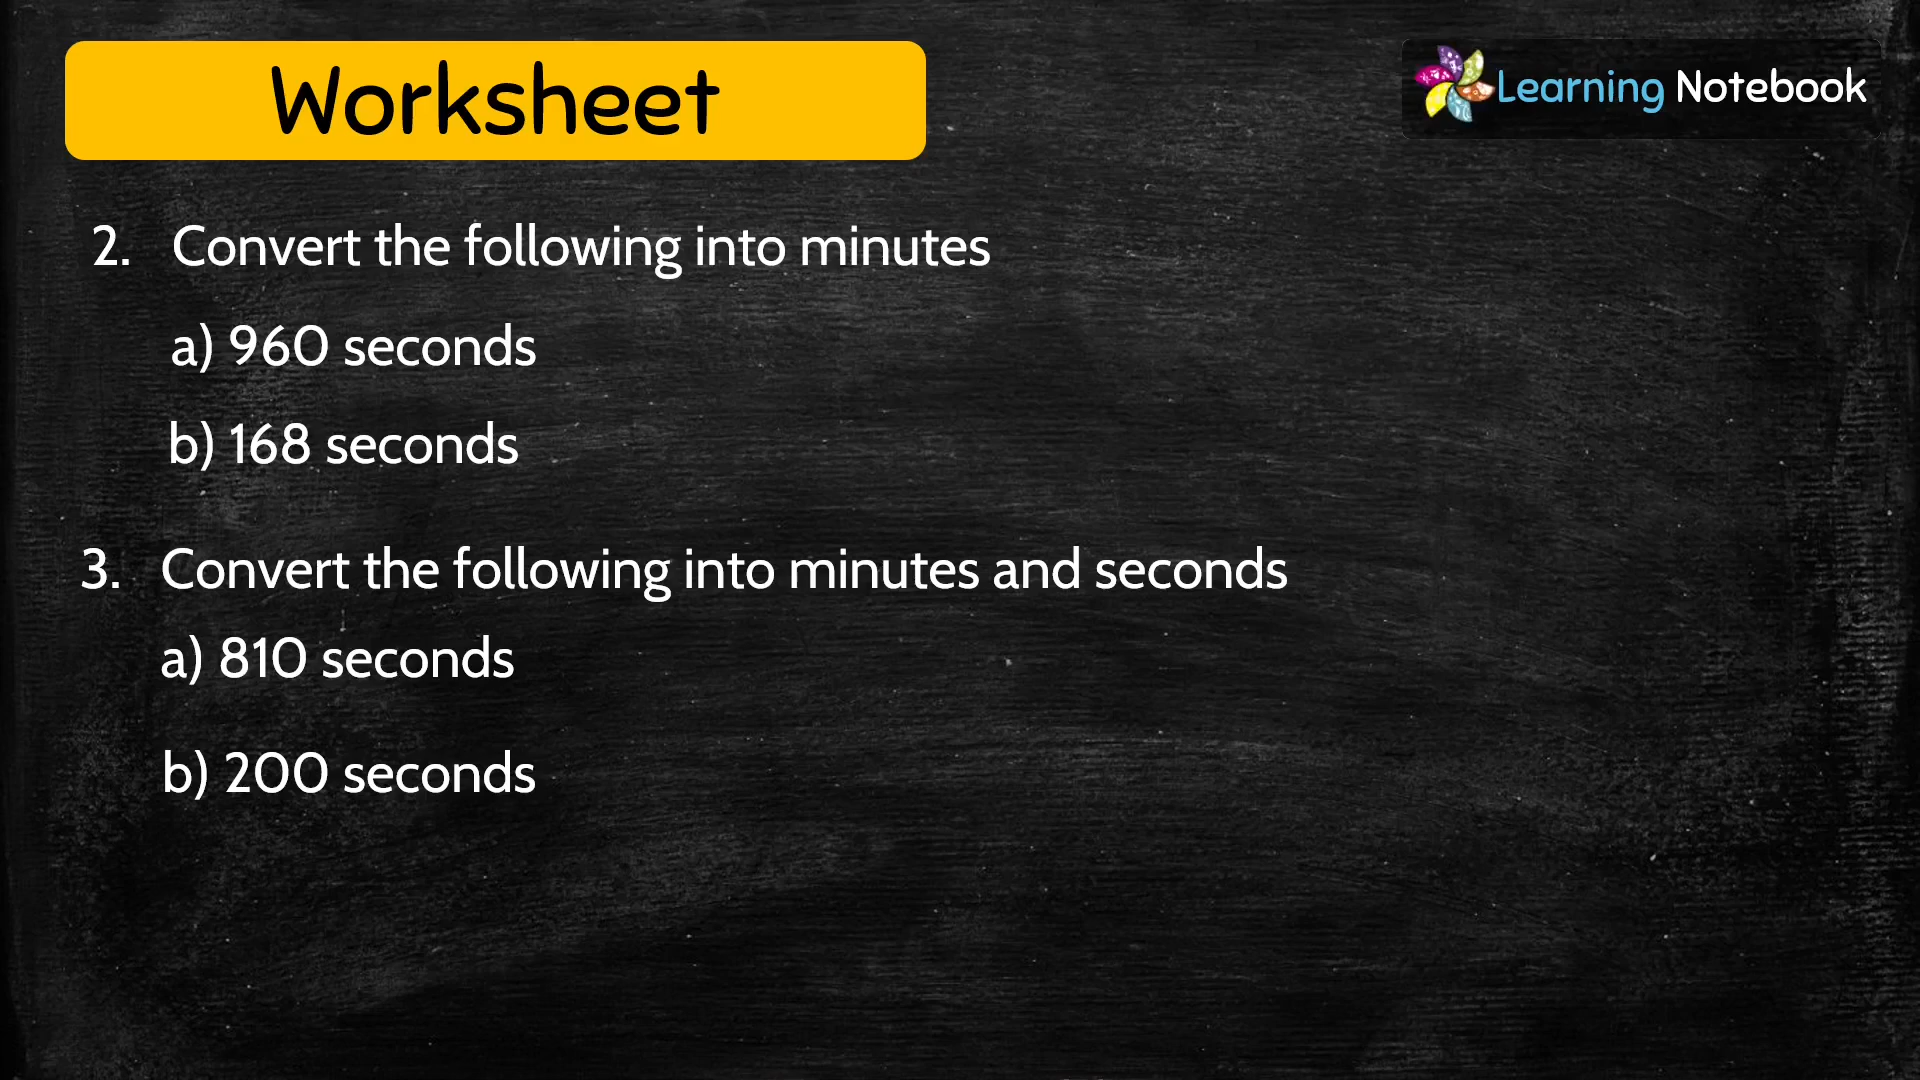 Worksheet
Learning Notebook
2. Convert the following into minutes
a) 960 seconds
b) 168 seconds
3. Convert the following into minutes and seconds
a) 810 seconds
b) 200 seconds